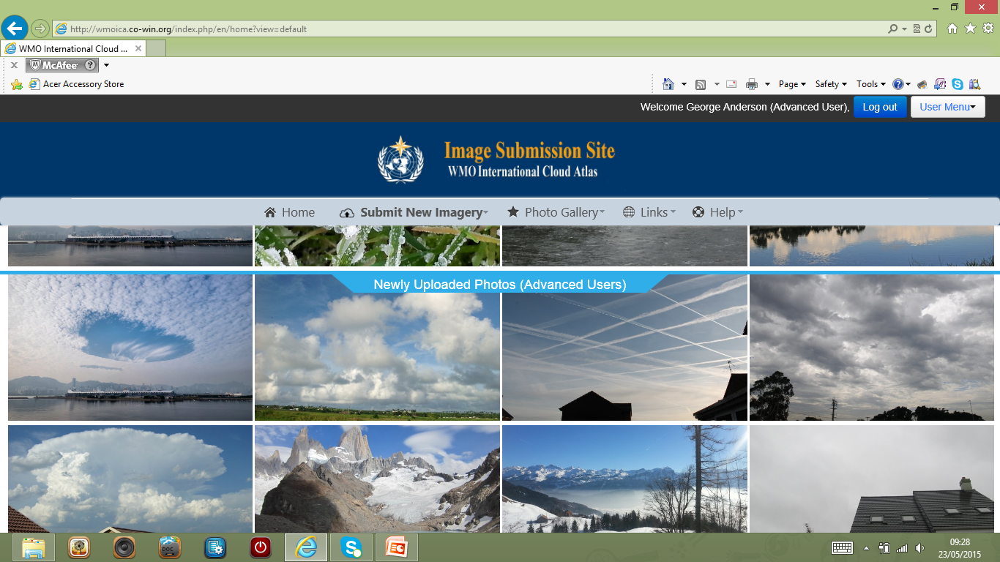 http://wmoica.co-win.org/index.php/en/home?view=default
WMO International Cloud ...
McAfee
Acer Accessory Store
Page
Safety
Tools
Welcome George Anderson (Advanced User),
Log out
User Menu
Image Submission Site
WMO International Cloud Atlas
Home
Submit New Imagery
Photo Gallery
Links
Help
Newly Uploaded Photos (Advanced Users)
DOC
09:28
23/05/2015